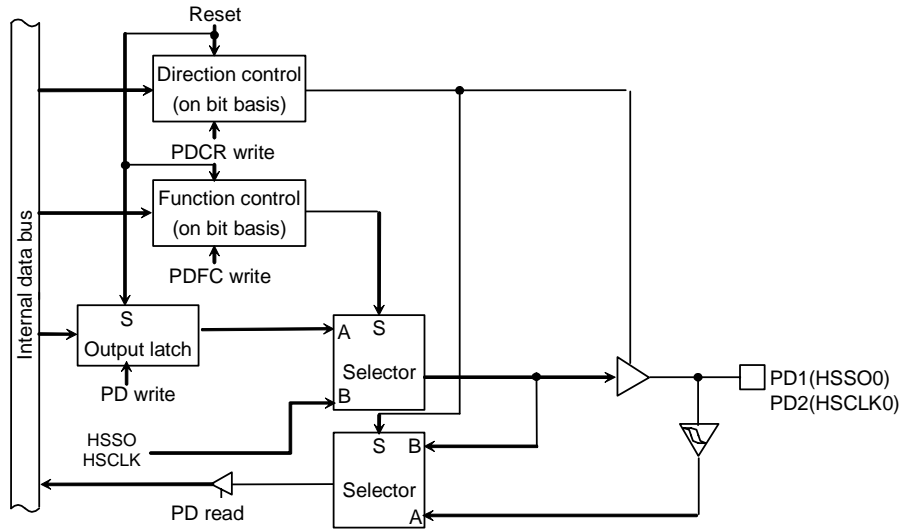 Reset
Direction control
(on bit basis)
PDCR write
Function control
(on bit basis)
PDFC write
Internal data bus
S
Output latch
PD write
A
S
Selector
B
HSSO
HSCLK
S
B
Selector
A
PD read
PD1(HSSO0)
PD2(HSCLK0)